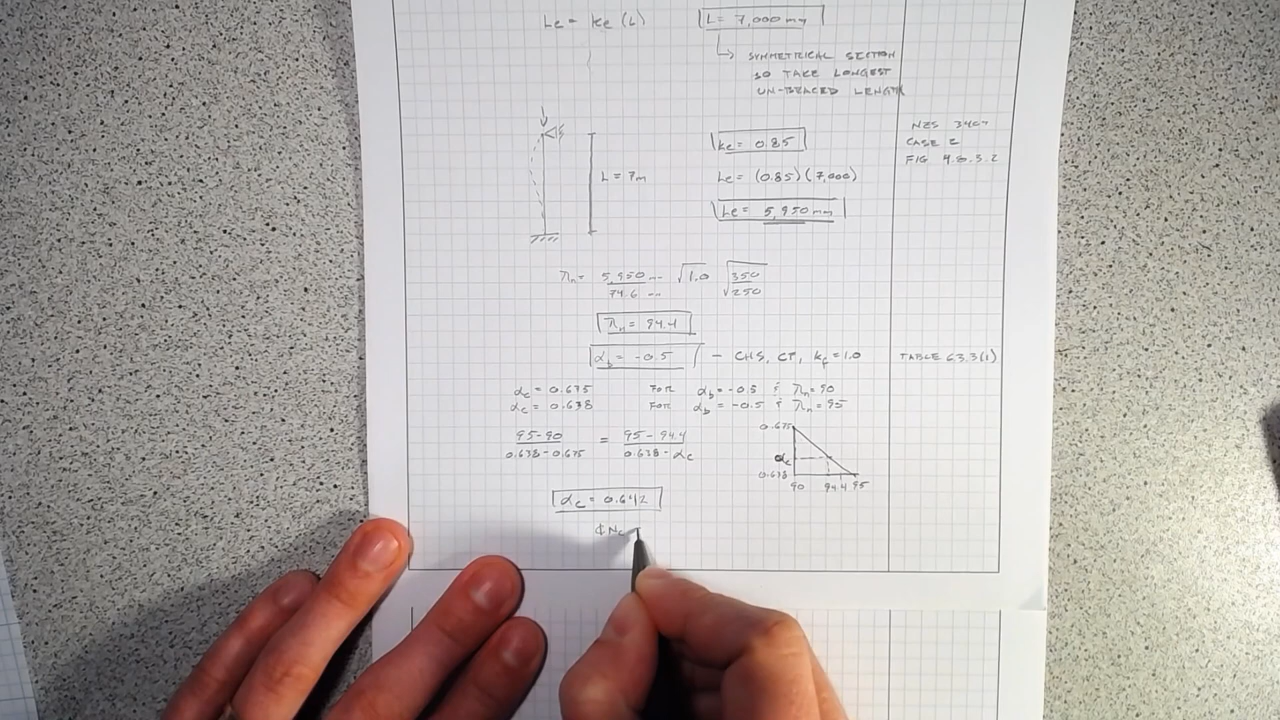 Le = ke (L) L = 7,000 mm
↳ SYMMETRICAL SECTION
SO TAKE LONGEST
UN-BRACED LENGTH
NZS 3404
CASE 2
FIG 4.8.3.2
ke = 0.85
L = 7m
Le = (0.85)(7,000)
Le = 5,950 mm
λn = 5,950 mm / 74.6 mm √1.0 √350 / √250
λn = 94.4
αb = -0.5 - CHS, CF, kf = 1.0 TABLE 6.3.3(1)
αc = 0.675 FOR αb = -0.5 & λn = 90
αc = 0.638 FOR αb = -0.5 & λn = 95
95-90 / 0.638-0.675 = 95-94.4 / 0.638-αc
0.675
αc
0.638
90 94.4 95
αc = 0.642
ϕNc